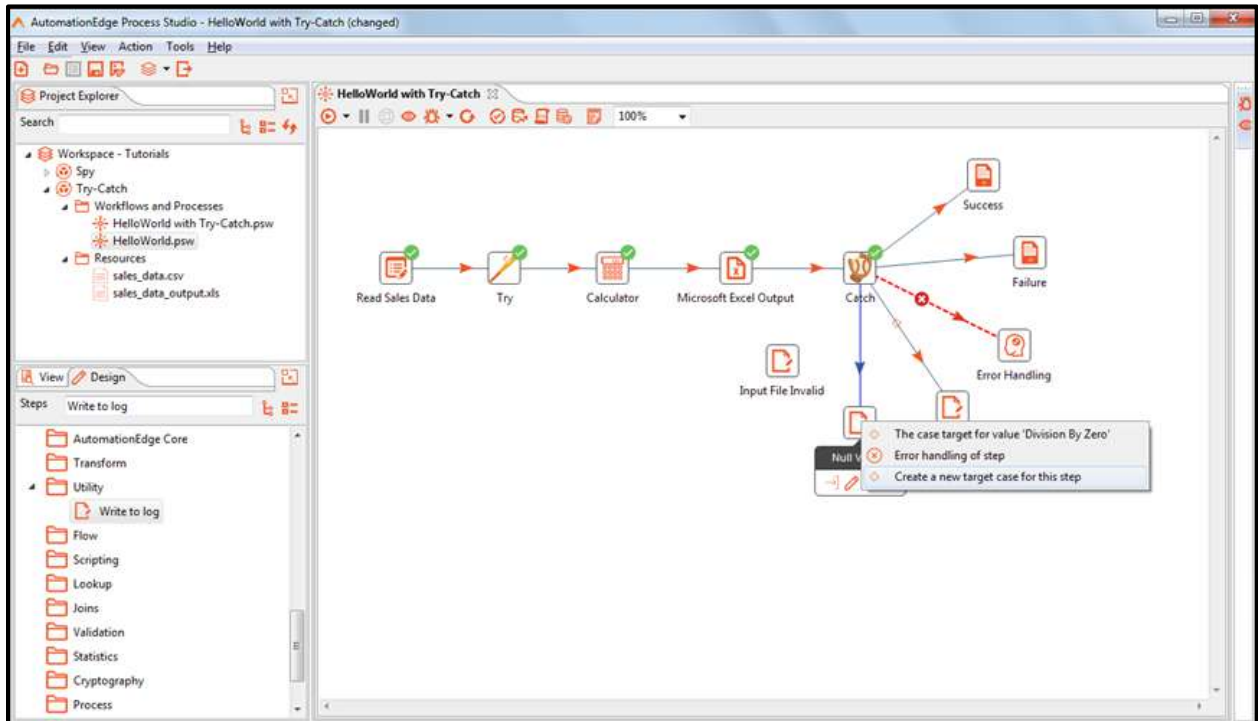 AutomationEdge Process Studio - HelloWorld with Try-Catch (changed)
File Edit View Action Tools Help
Project Explorer
Search
Workspace - Tutorials
Spy
Try-Catch
Workflows and Processes
HelloWorld with Try-Catch.psw
HelloWorld.psw
Resources
sales_data.csv
sales_data_output.xls
View Design
Steps Write to log
AutomationEdge Core
Transform
Utility
Write to log
Flow
Scripting
Lookup
Joins
Validation
Statistics
Cryptography
Process
HelloWorld with Try-Catch
100%
Success
Failure
Read Sales Data Try Calculator Microsoft Excel Output Catch
Error Handling
Input File Invalid
Null V
The case target for value 'Division By Zero'
Error handling of step
Create a new target case for this step